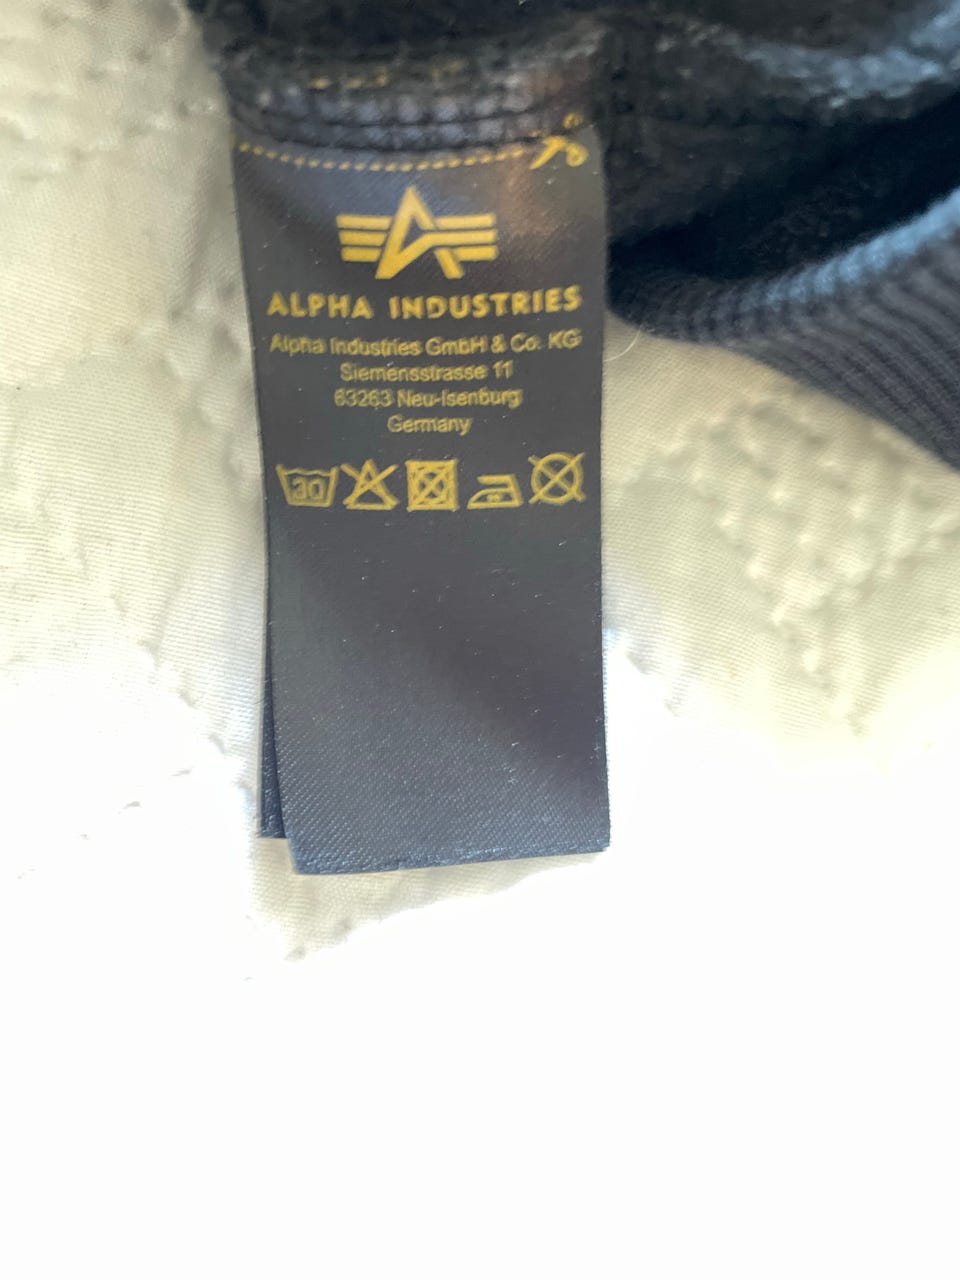 ALPHA INDUSTRIES
Alpha Industries GmbH & Co. KG
Siemensstrasse 11
63263 Neu-Isenburg
Germany
30